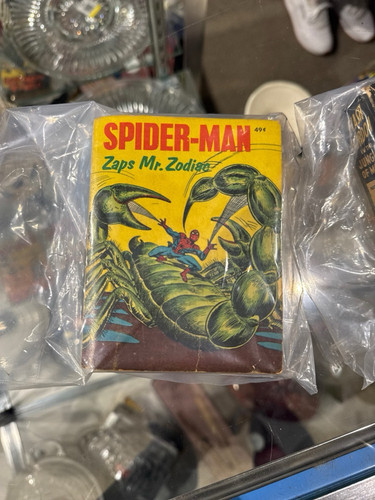 SPIDER-MAN 49¢
Zaps Mr. Zodiac